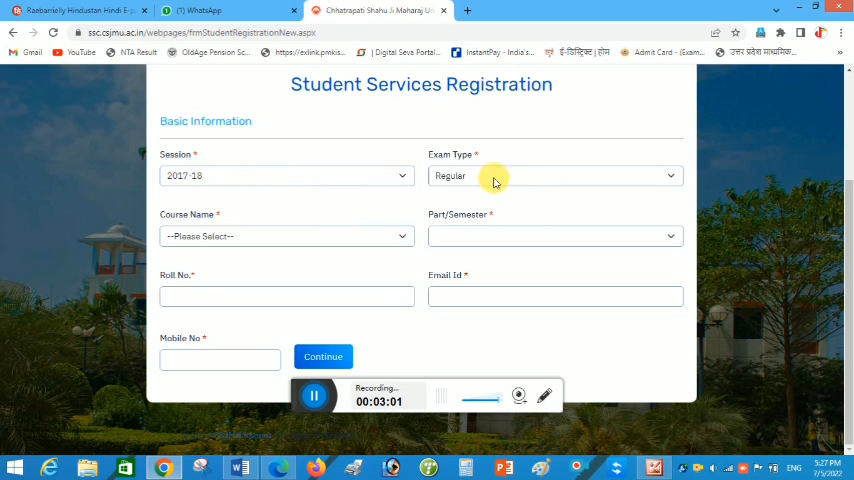 Raebarrielly Hindustan Hindi E-p
(1) WhatsApp
Chhatrapati Shahu Ji Maharaj Un
ssc.csjmu.ac.in/webpages/frmStudentRegistrationNew.aspx
Gmail YouTube NTA Result OldAge Pension Sc... https://exlink.pmkist... | Digital Seva Portal... InstantPay - India's... ई-डिस्ट्रिक्ट | होम Admit Card - (Exam... उत्तर प्रदेश माध्यमिक...
Student Services Registration
Basic Information
Session * Exam Type *
2017-18 Regular
Course Name * Part/Semester *
--Please Select--
Roll No.* Email Id *
Mobile No *
Continue
Recording...
00:03:01
ENG
5:27 PM
7/5/2022